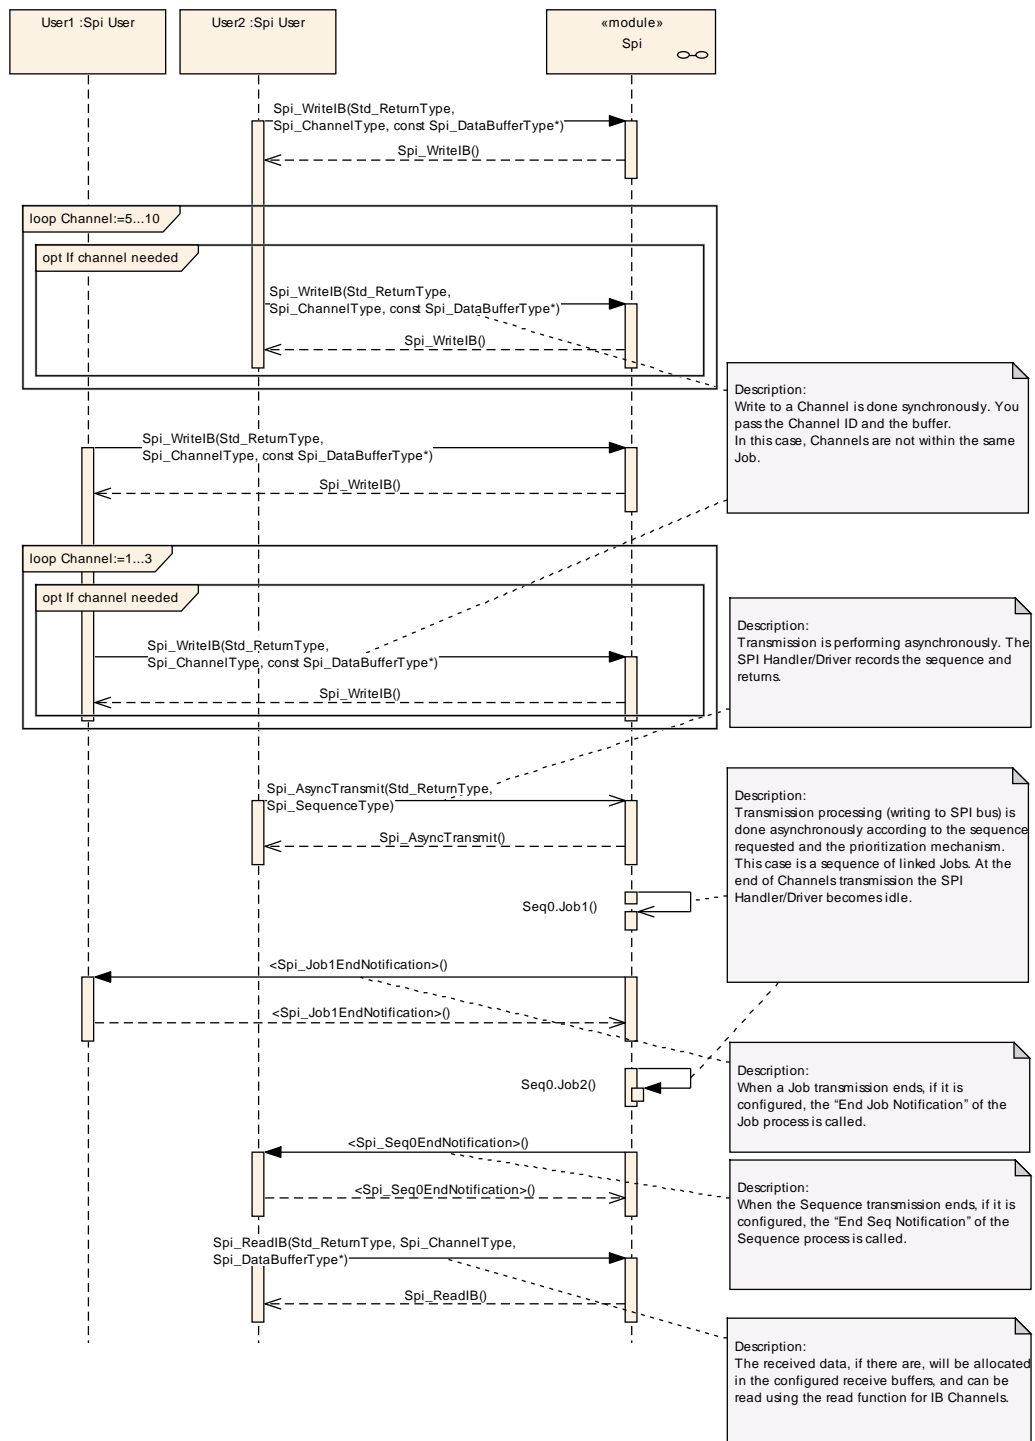 User1 :Spi User
User2 :Spi User
«module»
Spi
Spi_WriteIB(Std_ReturnType,
Spi_ChannelType, const Spi_DataBufferType*)
Spi_WriteIB()
loop Channel:=5...10
opt If channel needed
Spi_WriteIB(Std_ReturnType,
Spi_ChannelType, const Spi_DataBufferType*)
Spi_WriteIB()
Description:
Write to a Channel is done synchronously. You
pass the Channel ID and the buffer.
In this case, Channels are not within the same
Job.
Spi_WriteIB(Std_ReturnType,
Spi_ChannelType, const Spi_DataBufferType*)
Spi_WriteIB()
loop Channel:=1...3
opt If channel needed
Spi_WriteIB(Std_ReturnType,
Spi_ChannelType, const Spi_DataBufferType*)
Spi_WriteIB()
Description:
Transmission is performing asynchronously. The
SPI Handler/Driver records the sequence and
returns.
Spi_AsyncTransmit(Std_ReturnType,
Spi_SequenceType)
Spi_AsyncTransmit()
Description:
Transmission processing (writing to SPI bus) is
done asynchronously according to the sequence
requested and the prioritization mechanism.
This case is a sequence of linked Jobs. At the
end of Channels transmission the SPI
Handler/Driver becomes idle.
Seq0.Job1()
<Spi_Job1EndNotification>()
<Spi_Job1EndNotification>()
Seq0.Job2()
Description:
When a Job transmission ends, if it is
configured, the “End Job Notification” of the
Job process is called.
<Spi_Seq0EndNotification>()
<Spi_Seq0EndNotification>()
Description:
When the Sequence transmission ends, if it is
configured, the “End Seq Notification” of the
Sequence process is called.
Spi_ReadIB(Std_ReturnType, Spi_ChannelType,
Spi_DataBufferType*)
Spi_ReadIB()
Description:
The received data, if there are, will be allocated
in the configured receive buffers, and can be
read using the read function for IB Channels.